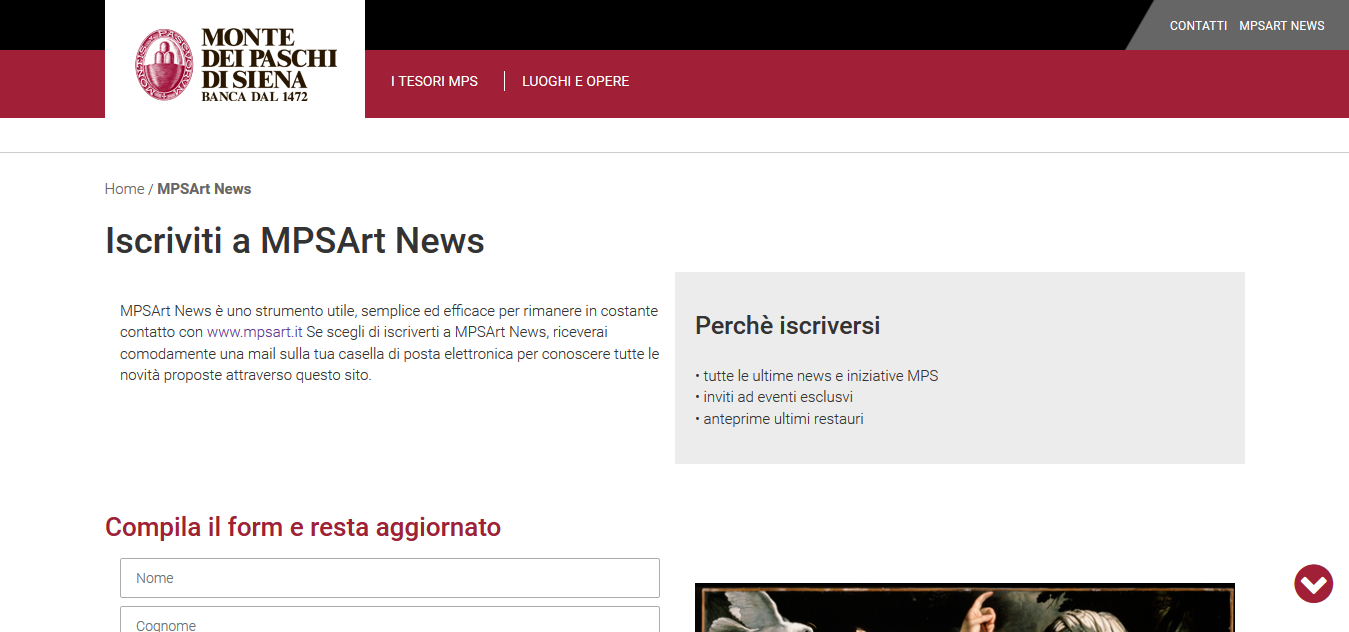 CONTATTI MPSART NEWS
MONTE
DEI PASCHI
DI SIENA
BANCA DAL 1472
I TESORI MPS
LUOGHI E OPERE
Home / MPSArt News
Iscriviti a MPSArt News
MPSArt News è uno strumento utile, semplice ed efficace per rimanere in costante
contatto con www.mpsart.it Se scegli di iscriverti a MPSArt News, riceverai
comodamente una mail sulla tua casella di posta elettronica per conoscere tutte le
novità proposte attraverso questo sito.
Perchè iscriversi
• tutte le ultime news e iniziative MPS
• inviti ad eventi esclusvi
• anteprime ultimi restauri
Compila il form e resta aggiornato
Nome
Cognome